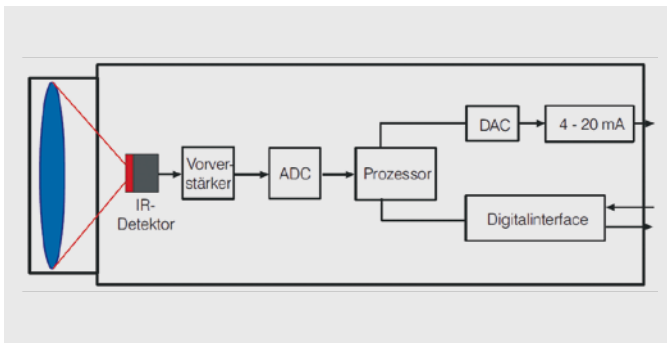 IR-
Detektor
Vorver-
stärker
ADC
Prozessor
DAC
4 - 20 mA
Digitalinterface